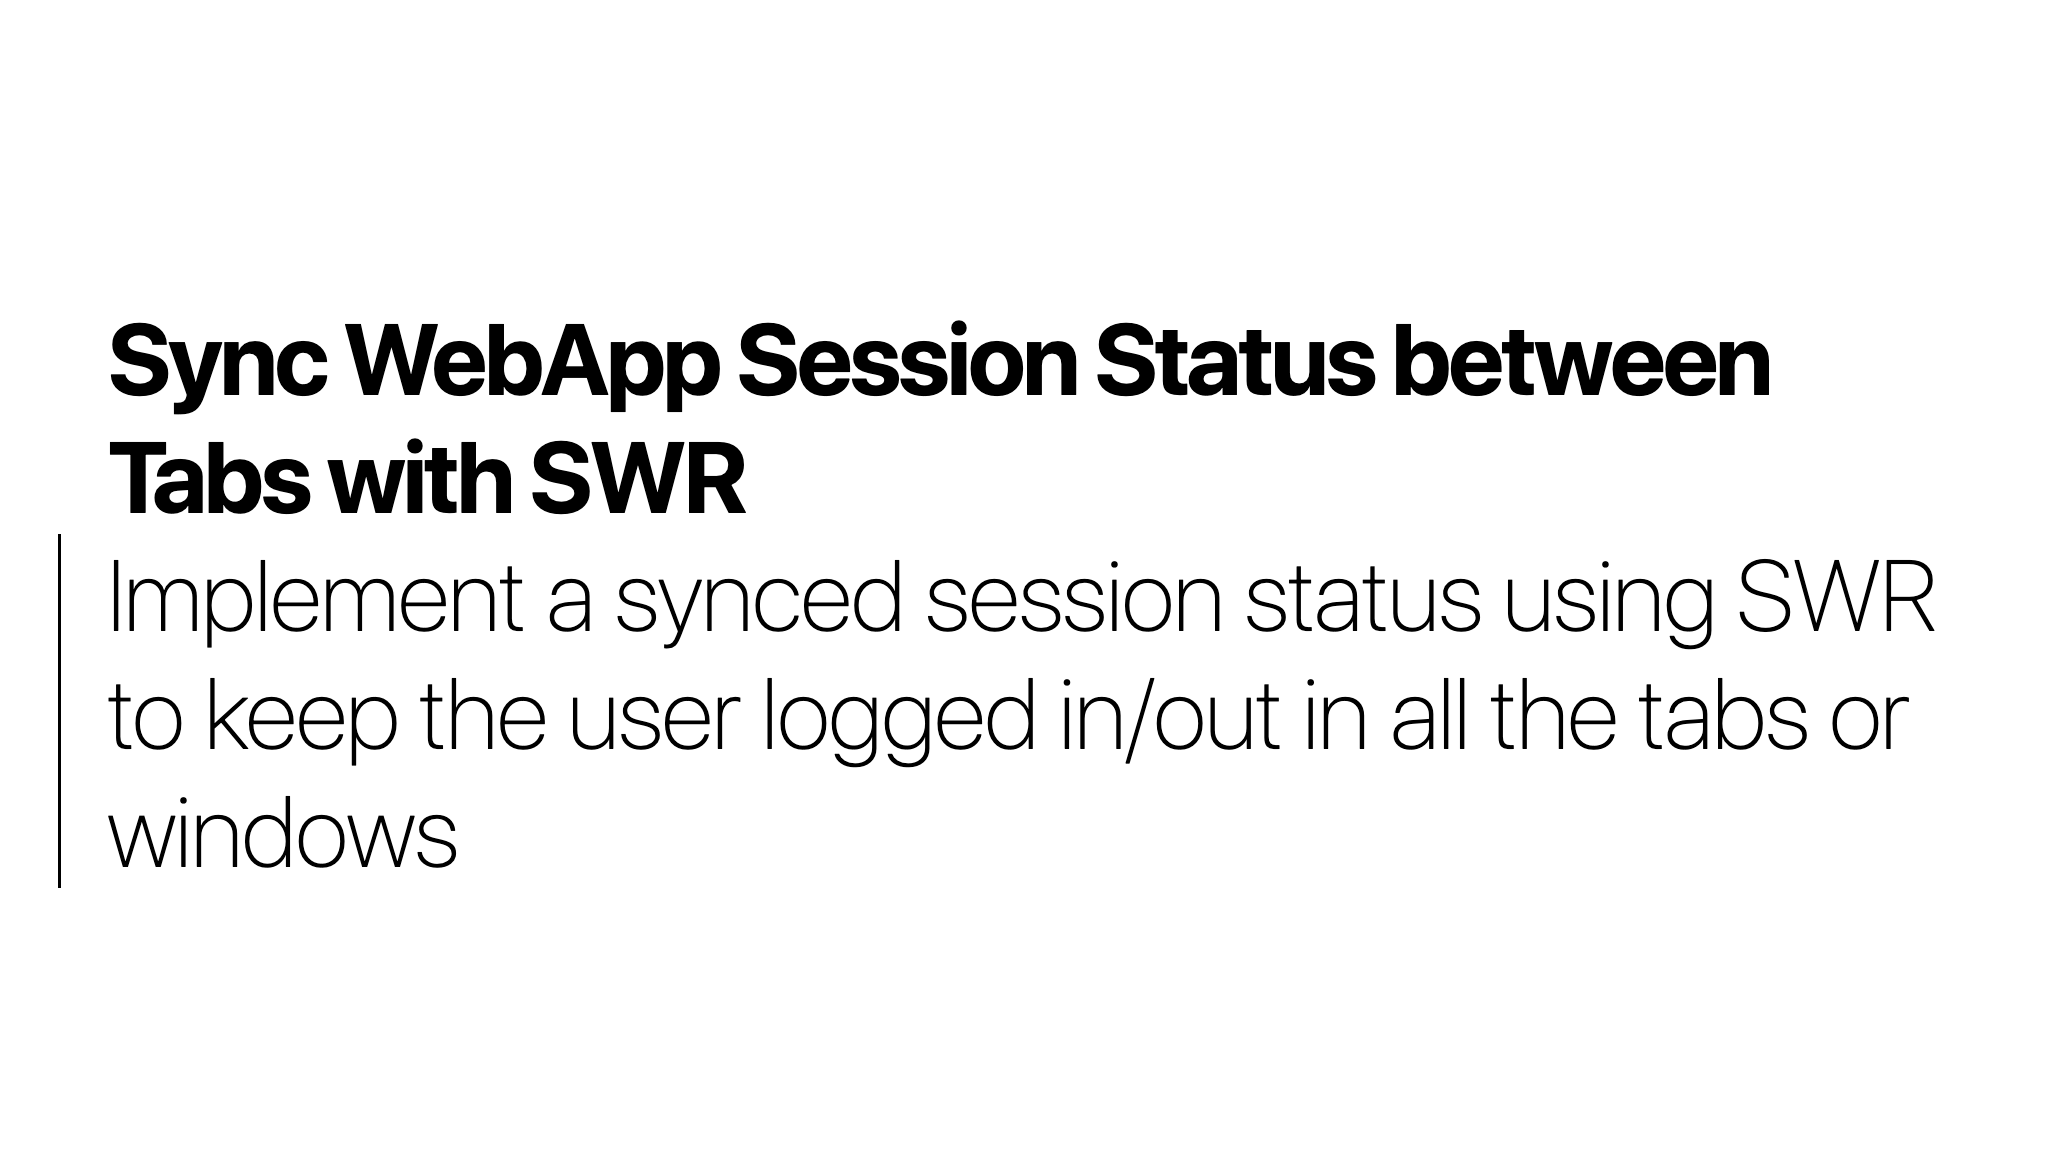 Sync WebApp Session Status between
Tabs with SWR
Implement a synced session status using SWR
to keep the user logged in/out in all the tabs or
windows